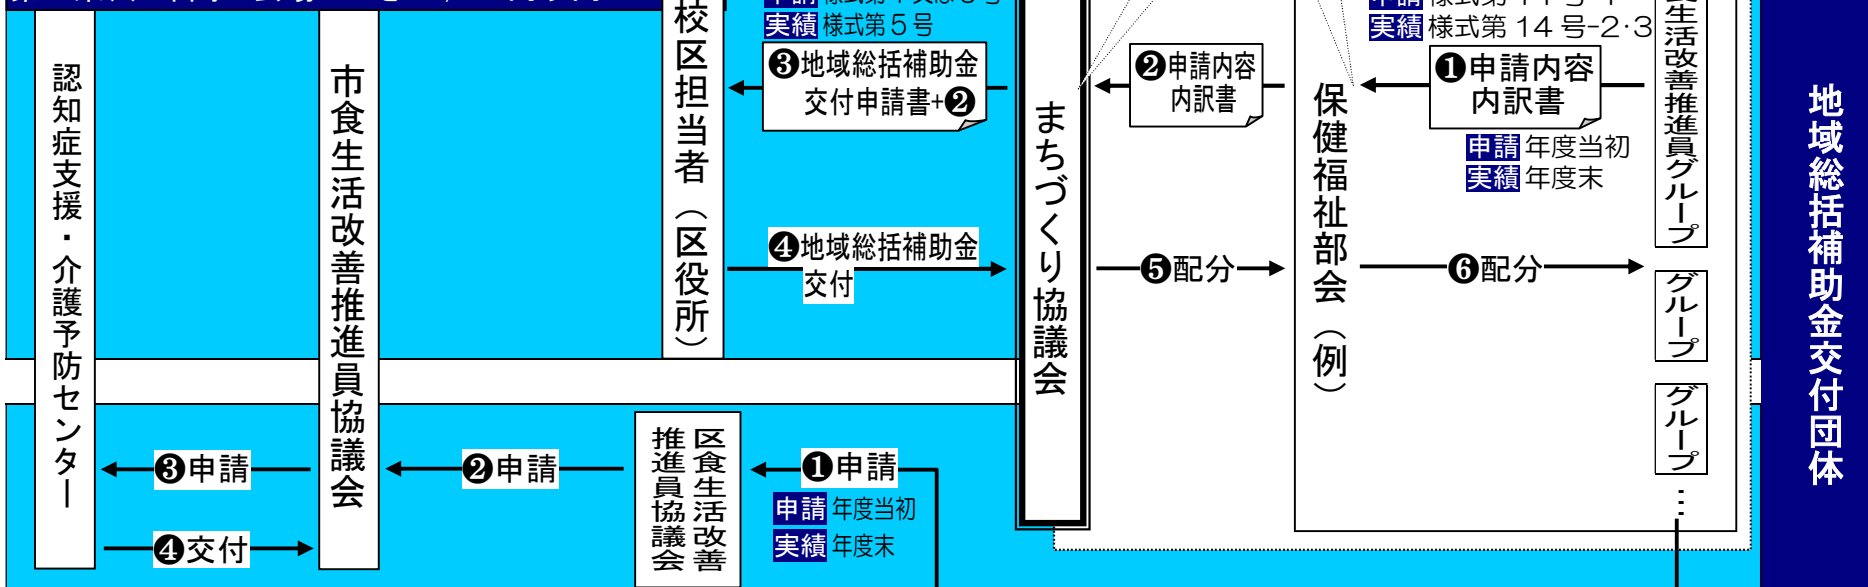 実績 様式第5号
実績 様式第14号-2・3
校区担当者（区役所）
❸地域総括補助金
交付申請書+❷
❷申請内容
内訳書
❶申請内容
内訳書
申請 年度当初
実績 年度末
生活改善推進員グループ
認知症支援・介護予防センター
市食生活改善推進員協議会
まちづくり協議会
保健福祉部会（例）
地域総括補助金交付団体
❹地域総括補助金
交付
❺配分
❻配分
グループ
グループ
…
区食生活改善
推進員協議会
❸申請
❷申請
❶申請
申請 年度当初
実績 年度末
❹交付